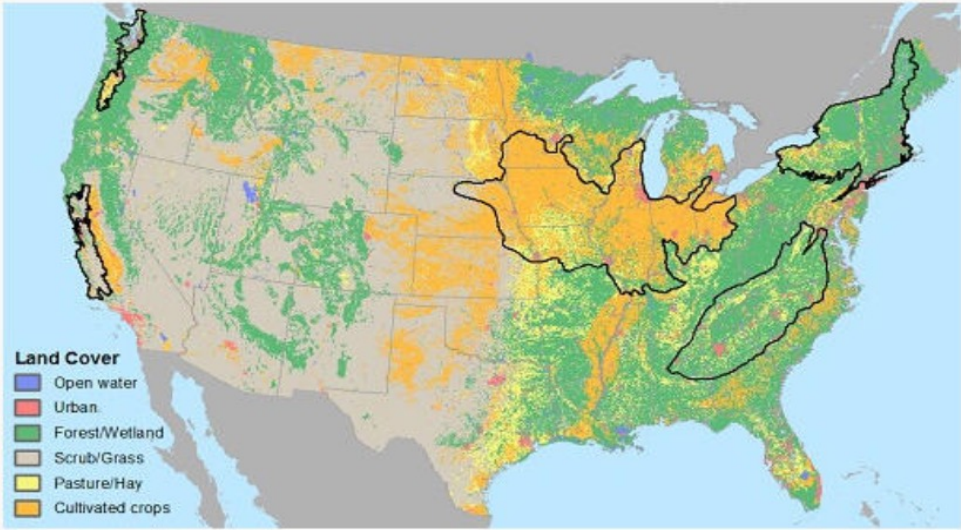 Land Cover
Open water
Urban
Forest/Wetland
Scrub/Grass
Pasture/Hay
Cultivated crops